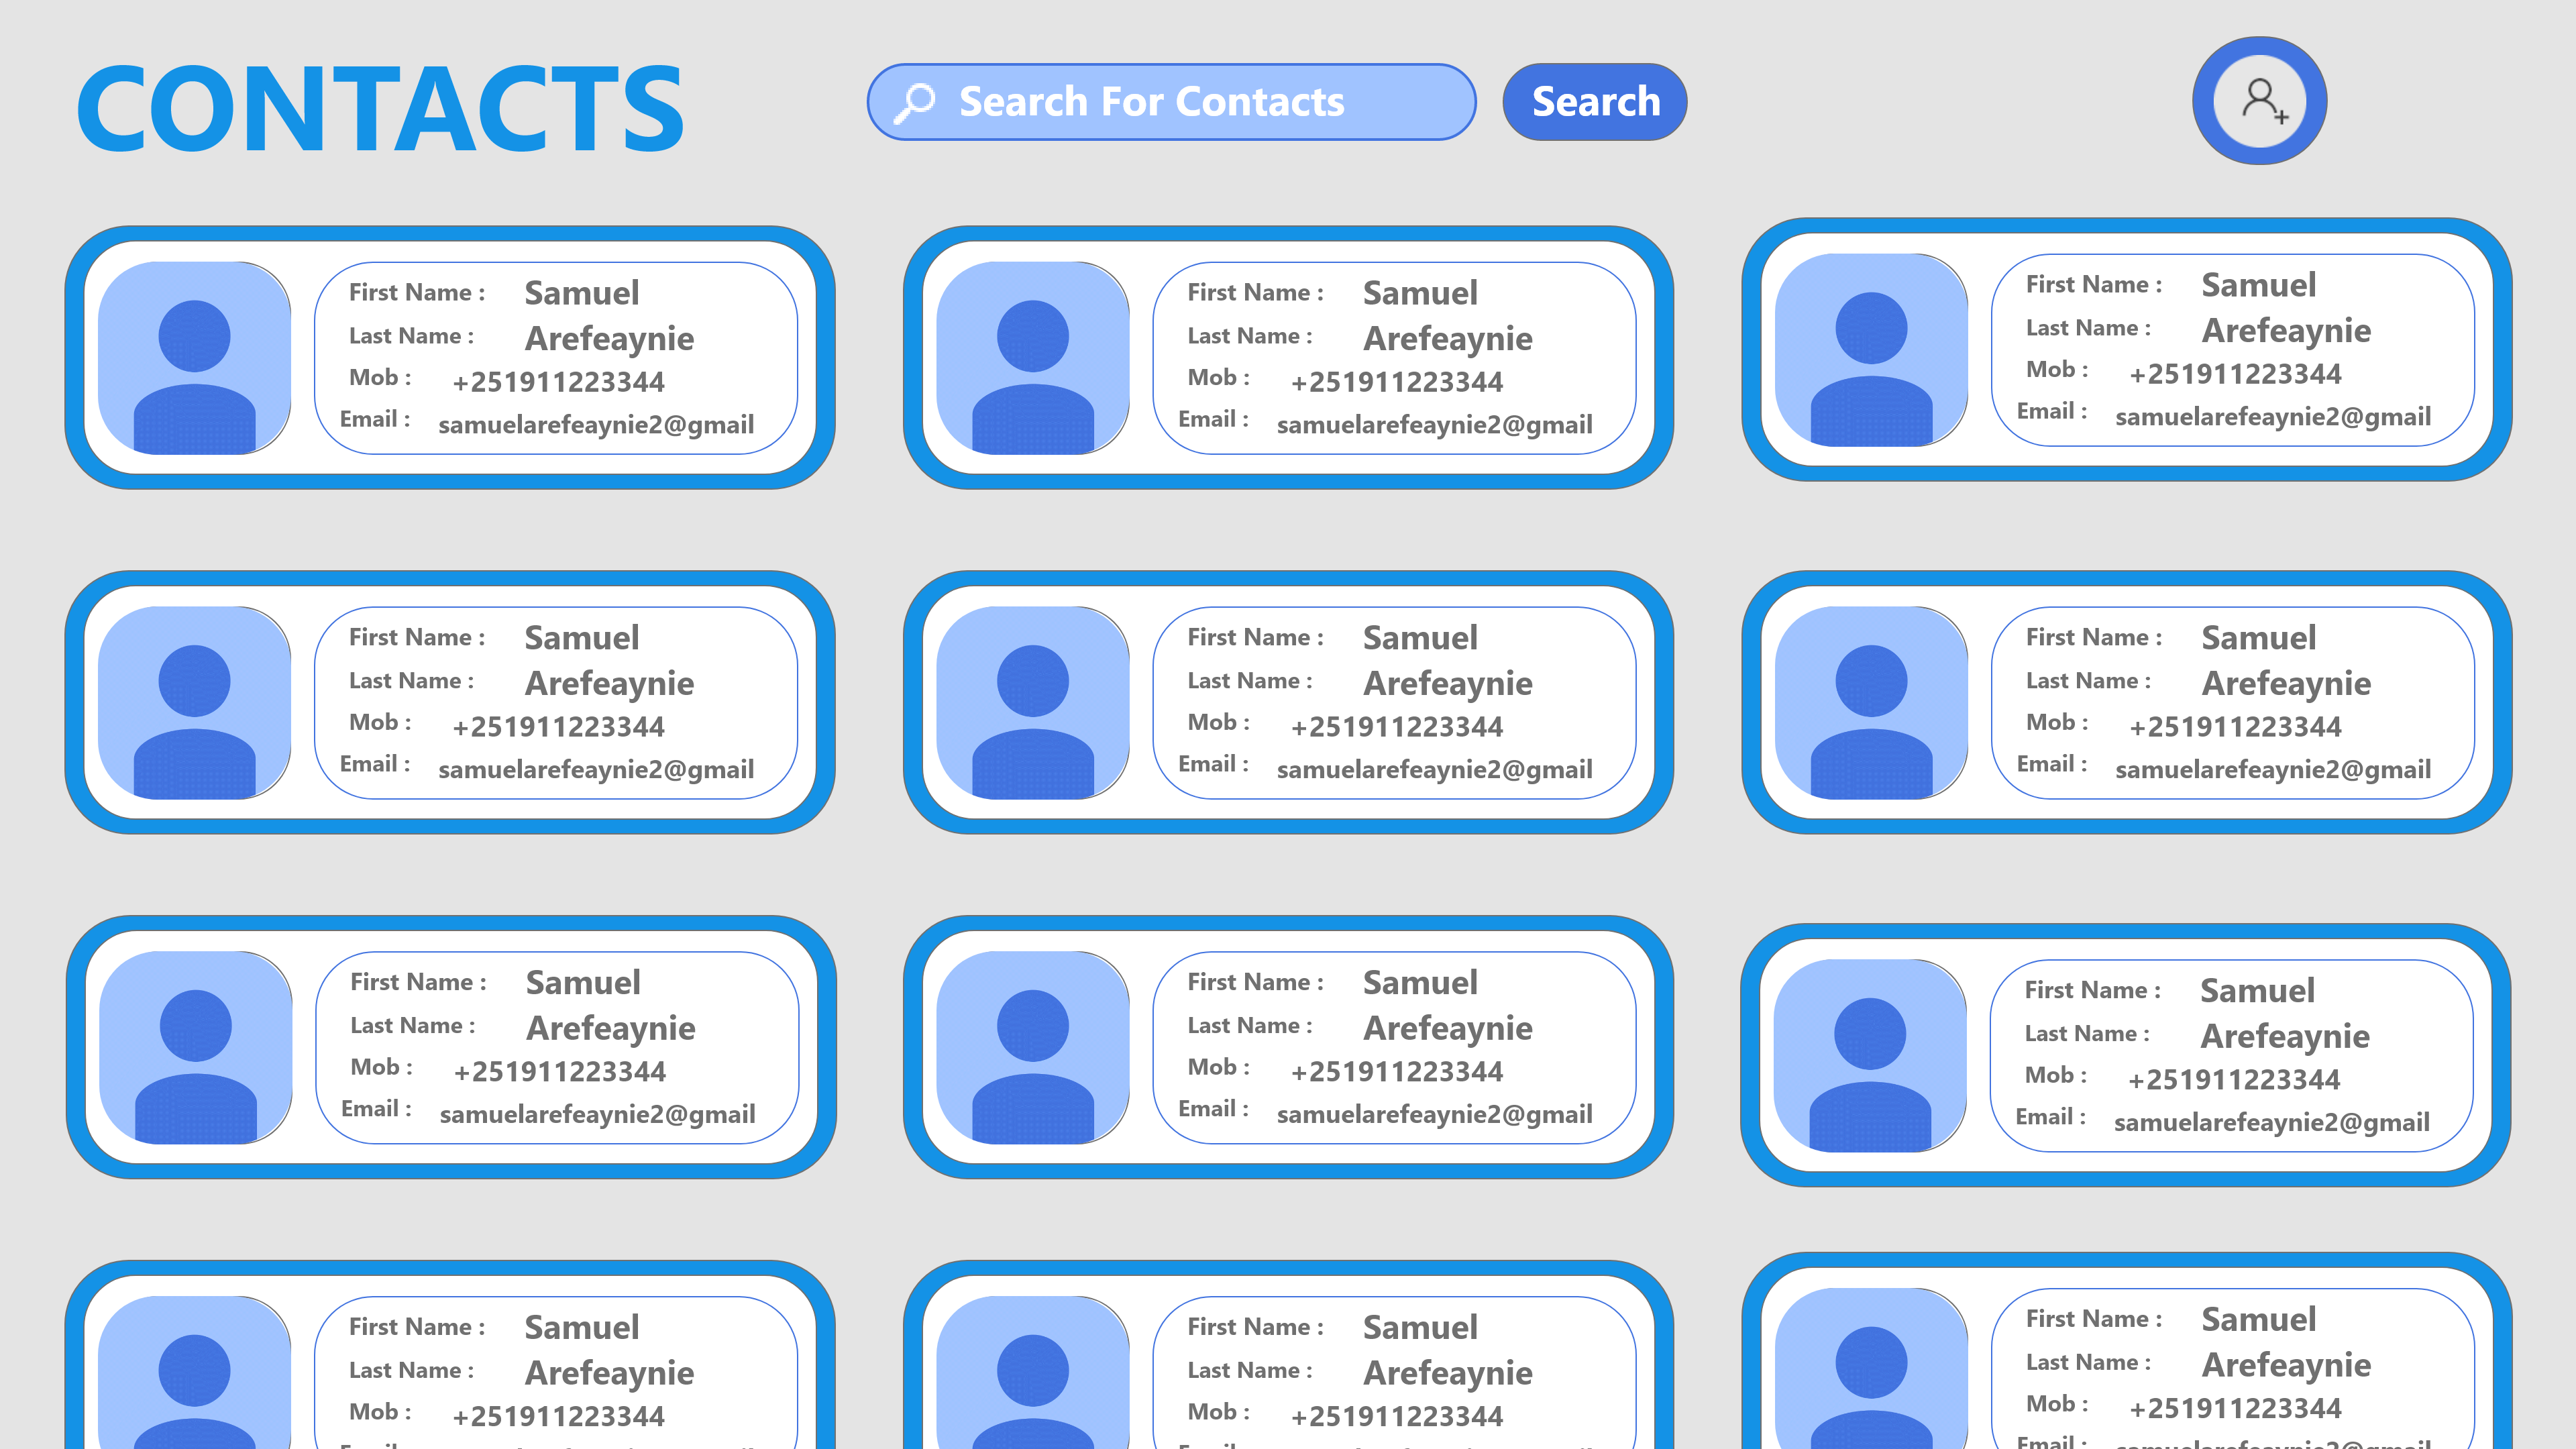 CONTACTS
Search For Contacts
Search
First Name : Samuel
Last Name : Arefeaynie
Mob : +251911223344
Email : samuelarefeaynie2@gmail
First Name : Samuel
Last Name : Arefeaynie
Mob : +251911223344
Email : samuelarefeaynie2@gmail
First Name : Samuel
Last Name : Arefeaynie
Mob : +251911223344
Email : samuelarefeaynie2@gmail
First Name : Samuel
Last Name : Arefeaynie
Mob : +251911223344
Email : samuelarefeaynie2@gmail
First Name : Samuel
Last Name : Arefeaynie
Mob : +251911223344
Email : samuelarefeaynie2@gmail
First Name : Samuel
Last Name : Arefeaynie
Mob : +251911223344
Email : samuelarefeaynie2@gmail
First Name : Samuel
Last Name : Arefeaynie
Mob : +251911223344
Email : samuelarefeaynie2@gmail
First Name : Samuel
Last Name : Arefeaynie
Mob : +251911223344
Email : samuelarefeaynie2@gmail
First Name : Samuel
Last Name : Arefeaynie
Mob : +251911223344
Email : samuelarefeaynie2@gmail
First Name : Samuel
Last Name : Arefeaynie
Mob : +251911223344
First Name : Samuel
Last Name : Arefeaynie
Mob : +251911223344
First Name : Samuel
Last Name : Arefeaynie
Mob : +251911223344
Email :